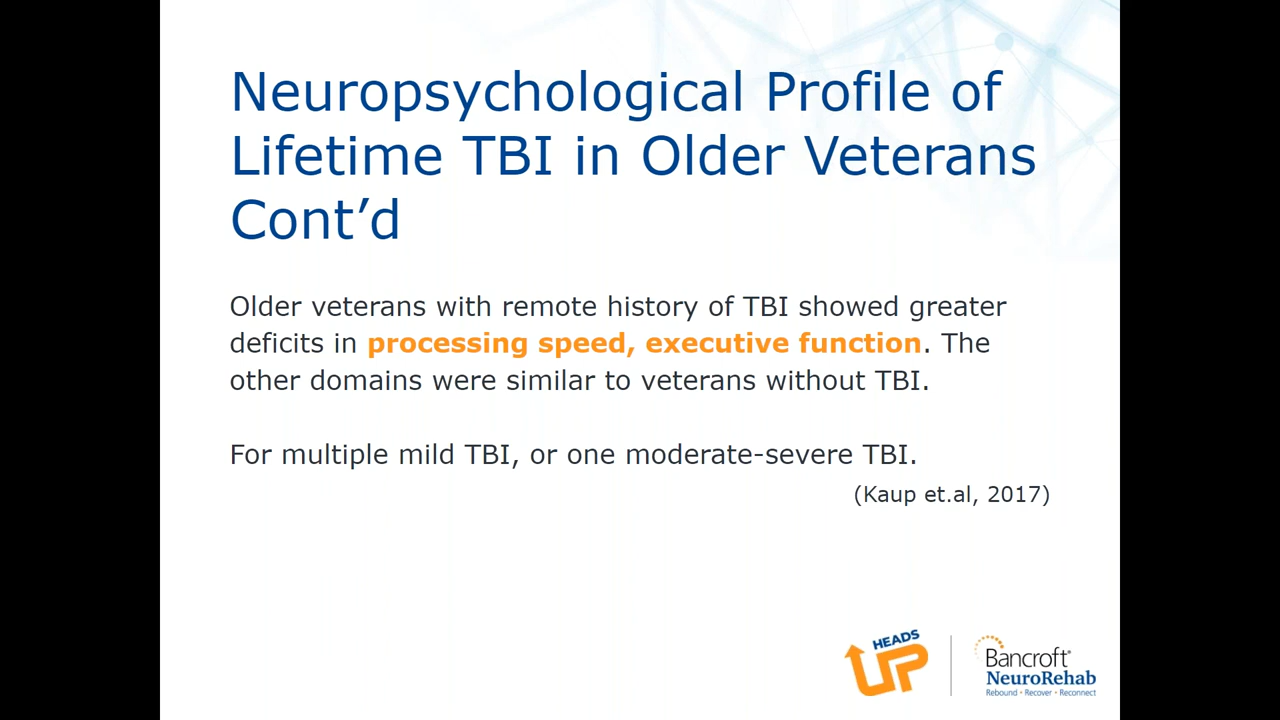 Neuropsychological Profile of
Lifetime TBI in Older Veterans
Cont’d
Older veterans with remote history of TBI showed greater
deficits in processing speed, executive function. The
other domains were similar to veterans without TBI.
For multiple mild TBI, or one moderate-severe TBI.
(Kaup et.al, 2017)
HEADS
UP
Bancroft®
NeuroRehab
Rebound • Recover • Reconnect